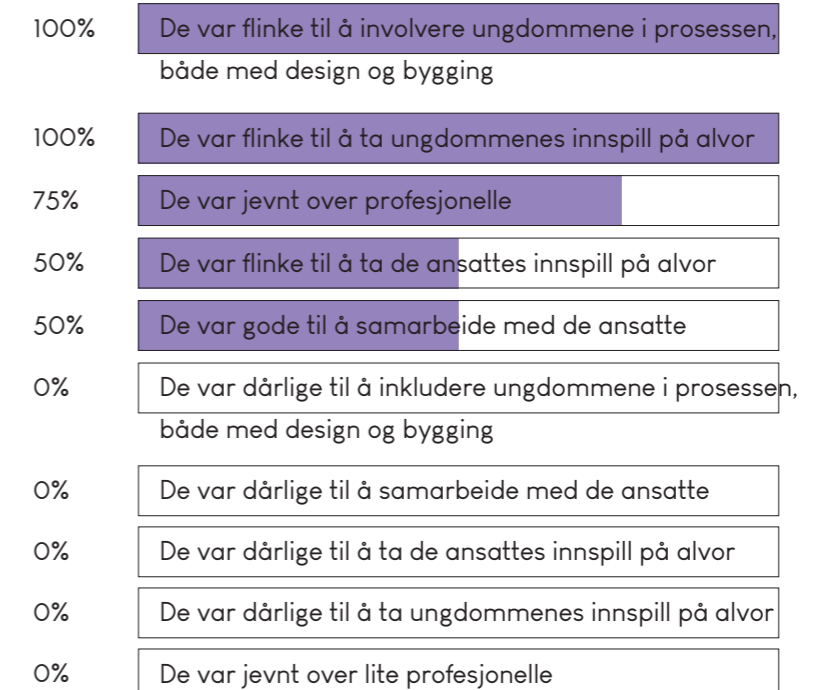 100% De var flinke til å involvere ungdommene i prosessen,
både med design og bygging
100% De var flinke til å ta ungdommenes innspill på alvor
75% De var jevnt over profesjonelle
50% De var flinke til å ta de ansattes innspill på alvor
50% De var gode til å samarbeide med de ansatte
0% De var dårlige til å inkludere ungdommene i prosessen,
både med design og bygging
0% De var dårlige til å samarbeide med de ansatte
0% De var dårlige til å ta de ansattes innspill på alvor
0% De var dårlige til å ta ungdommenes innspill på alvor
0% De var jevnt over lite profesjonelle